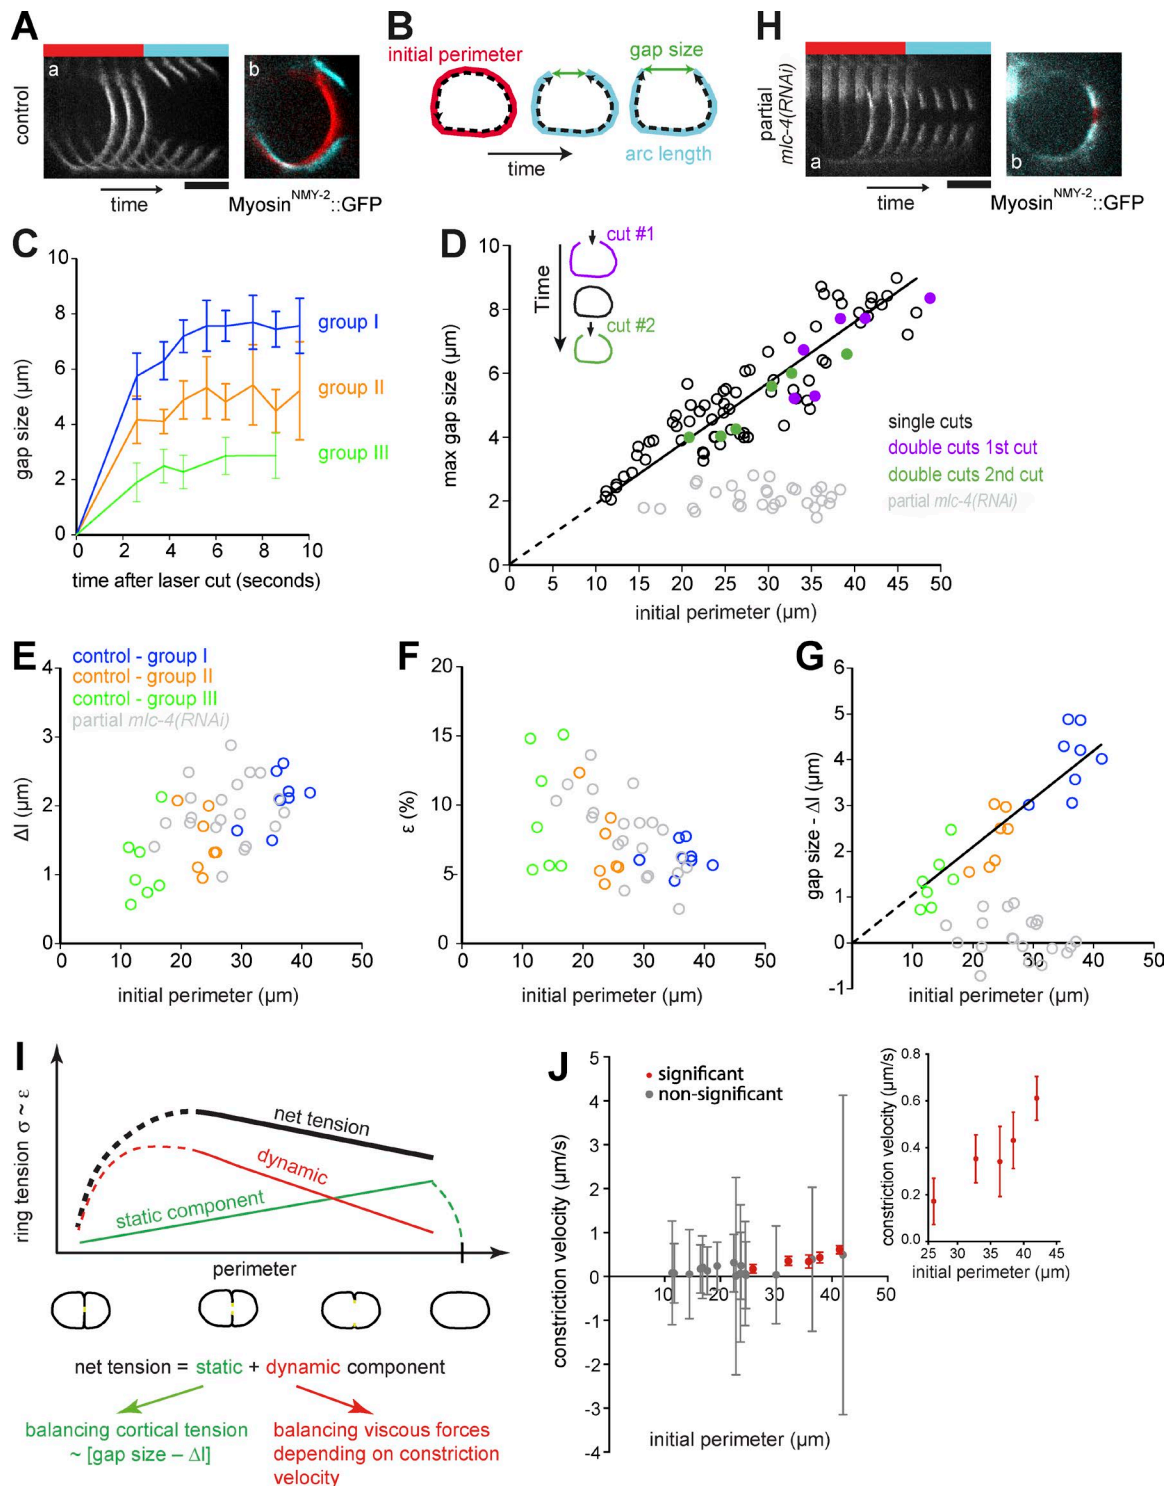 A
control
a
b
time
Myosin^NMY-2::GFP
B
initial perimeter
gap size
time
arc length
H
partial
mlc-4(RNAi)
a
b
time
Myosin^NMY-2::GFP
C
10
8
6
4
2
0
gap size (µm)
group I
group II
group III
0 2 4 6 8 10
time after laser cut (seconds)
D
10
8
6
4
2
0
max gap size (µm)
Time
cut #1
cut #2
single cuts
double cuts 1st cut
double cuts 2nd cut
partial mlc-4(RNAi)
0 5 10 15 20 25 30 35 40 45 50
initial perimeter (µm)
E
control - group I
control - group II
control - group III
partial mlc-4(RNAi)
4
3
2
1
0
Δl (µm)
0 10 20 30 40 50
initial perimeter (µm)
F
20
15
10
5
0
ε (%)
0 10 20 30 40 50
initial perimeter (µm)
G
6
5
4
3
2
1
0
-1
gap size - Δl (µm)
10 20 30 40 50
initial perimeter (µm)
I
ring tension σ ~ ε
net tension
dynamic
static component
perimeter
net tension = static + dynamic component
balancing cortical tension
~ [gap size – Δl]
balancing viscous forces
depending on constriction
velocity
J
5
4
3
2
1
0
-1
-2
-3
-4
constriction velocity (µm/s)
significant
non-significant
10 20 30 40 50
initial perimeter (µm)
0.8
0.6
0.4
0.2
0.0
constriction velocity (µm/s)
25 30 35 40 45
initial perimeter (µm)